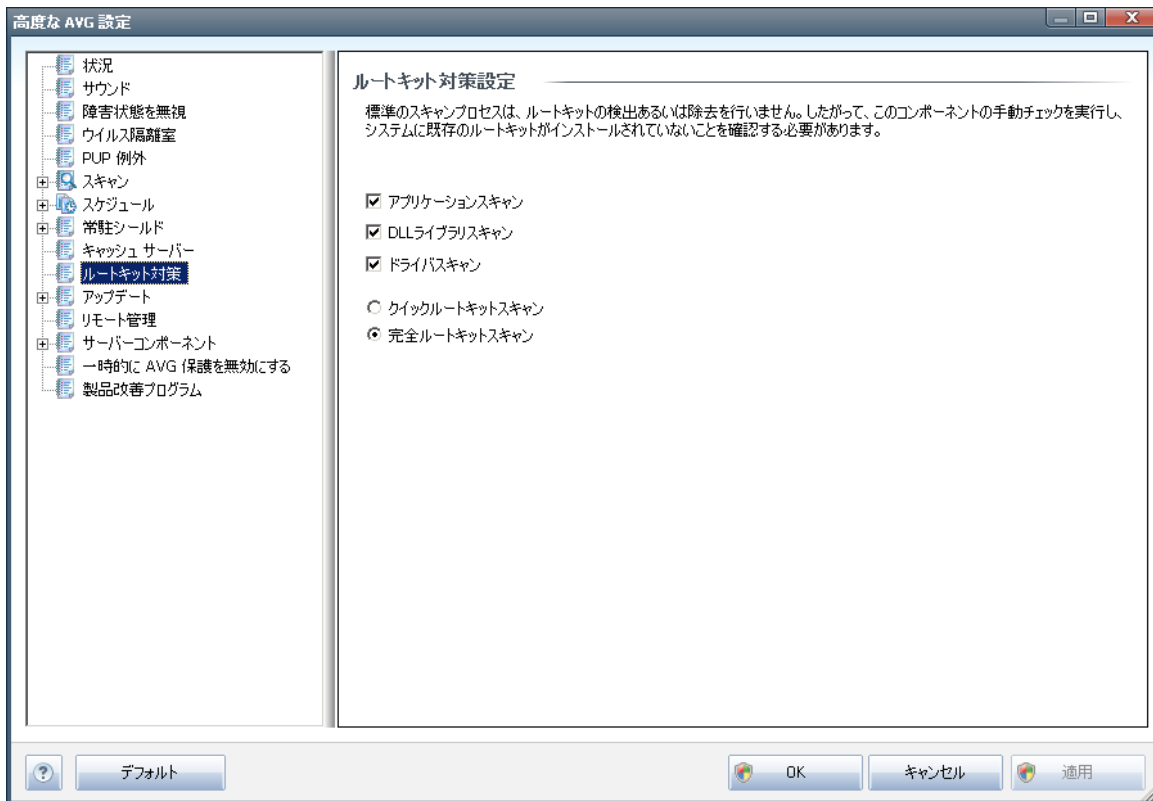 高度な AVG 設定
状況
サウンド
障害状態を無視
ウイルス隔離室
PUP 例外
スキャン
スケジュール
常駐シールド
キャッシュ サーバー
ルートキット対策
アップデート
リモート管理
サーバーコンポーネント
一時的に AVG 保護を無効にする
製品改善プログラム
ルートキット対策設定
標準のスキャンプロセスは、ルートキットの検出あるいは除去を行いません。したがって、このコンポーネントの手動チェックを実行し、
システムに既存のルートキットがインストールされていないことを確認する必要があります。
アプリケーションスキャン
DLLライブラリスキャン
ドライバスキャン
クイックルートキットスキャン
完全ルートキットスキャン
?
デフォルト
OK
キャンセル
適用